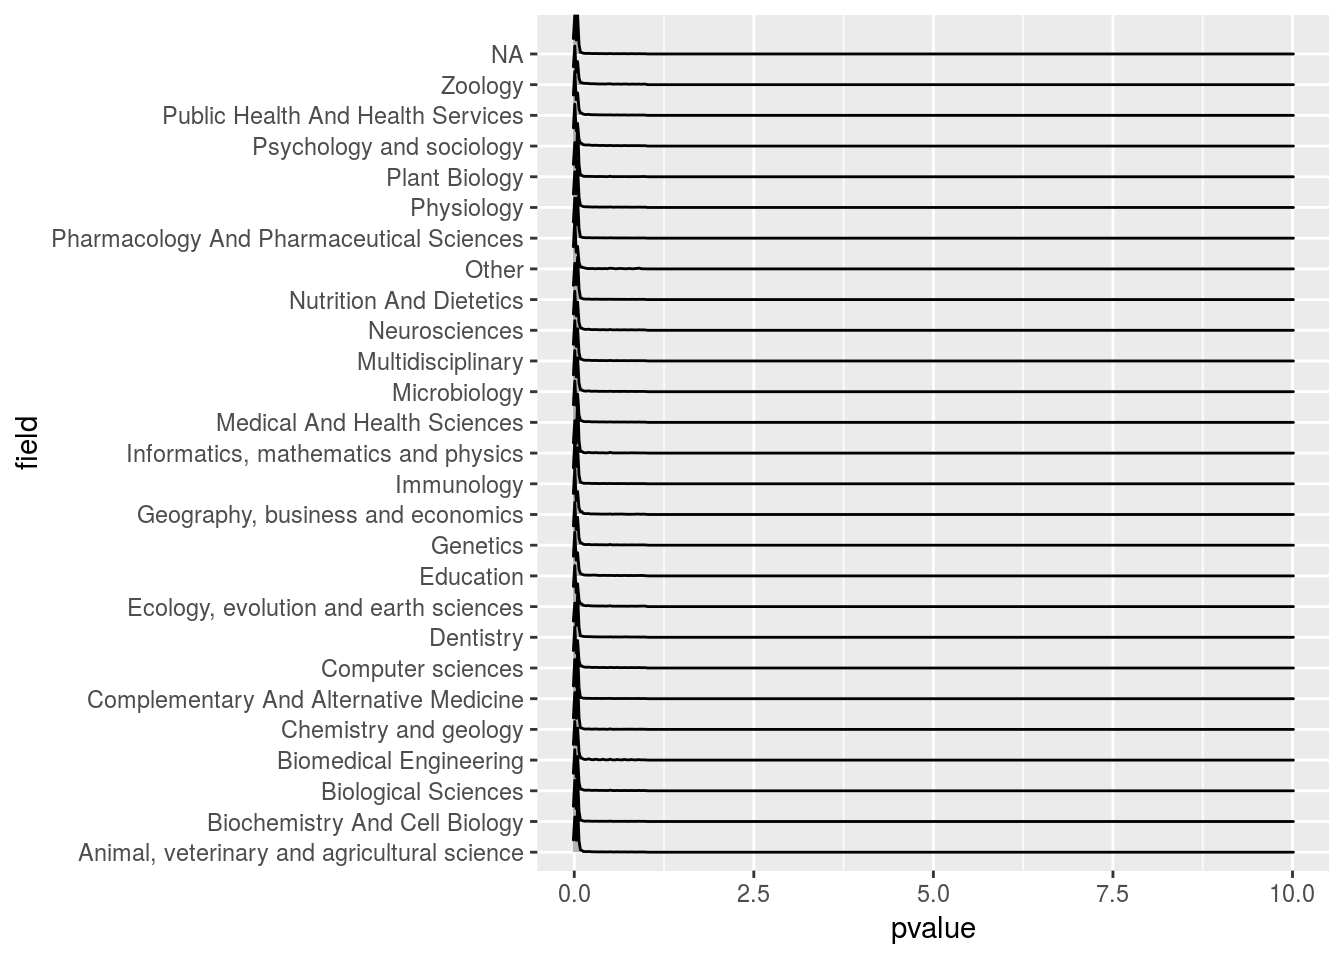 NA
Zoology
Public Health And Health Services
Psychology and sociology
Plant Biology
Physiology
Pharmacology And Pharmaceutical Sciences
Other
Nutrition And Dietetics
Neurosciences
Multidisciplinary
Microbiology
Medical And Health Sciences
Informatics, mathematics and physics
Immunology
Geography, business and economics
Genetics
Education
Ecology, evolution and earth sciences
Dentistry
Computer sciences
Complementary And Alternative Medicine
Chemistry and geology
Biomedical Engineering
Biological Sciences
Biochemistry And Cell Biology
Animal, veterinary and agricultural science
field
0.0 2.5 5.0 7.5 10.0
pvalue